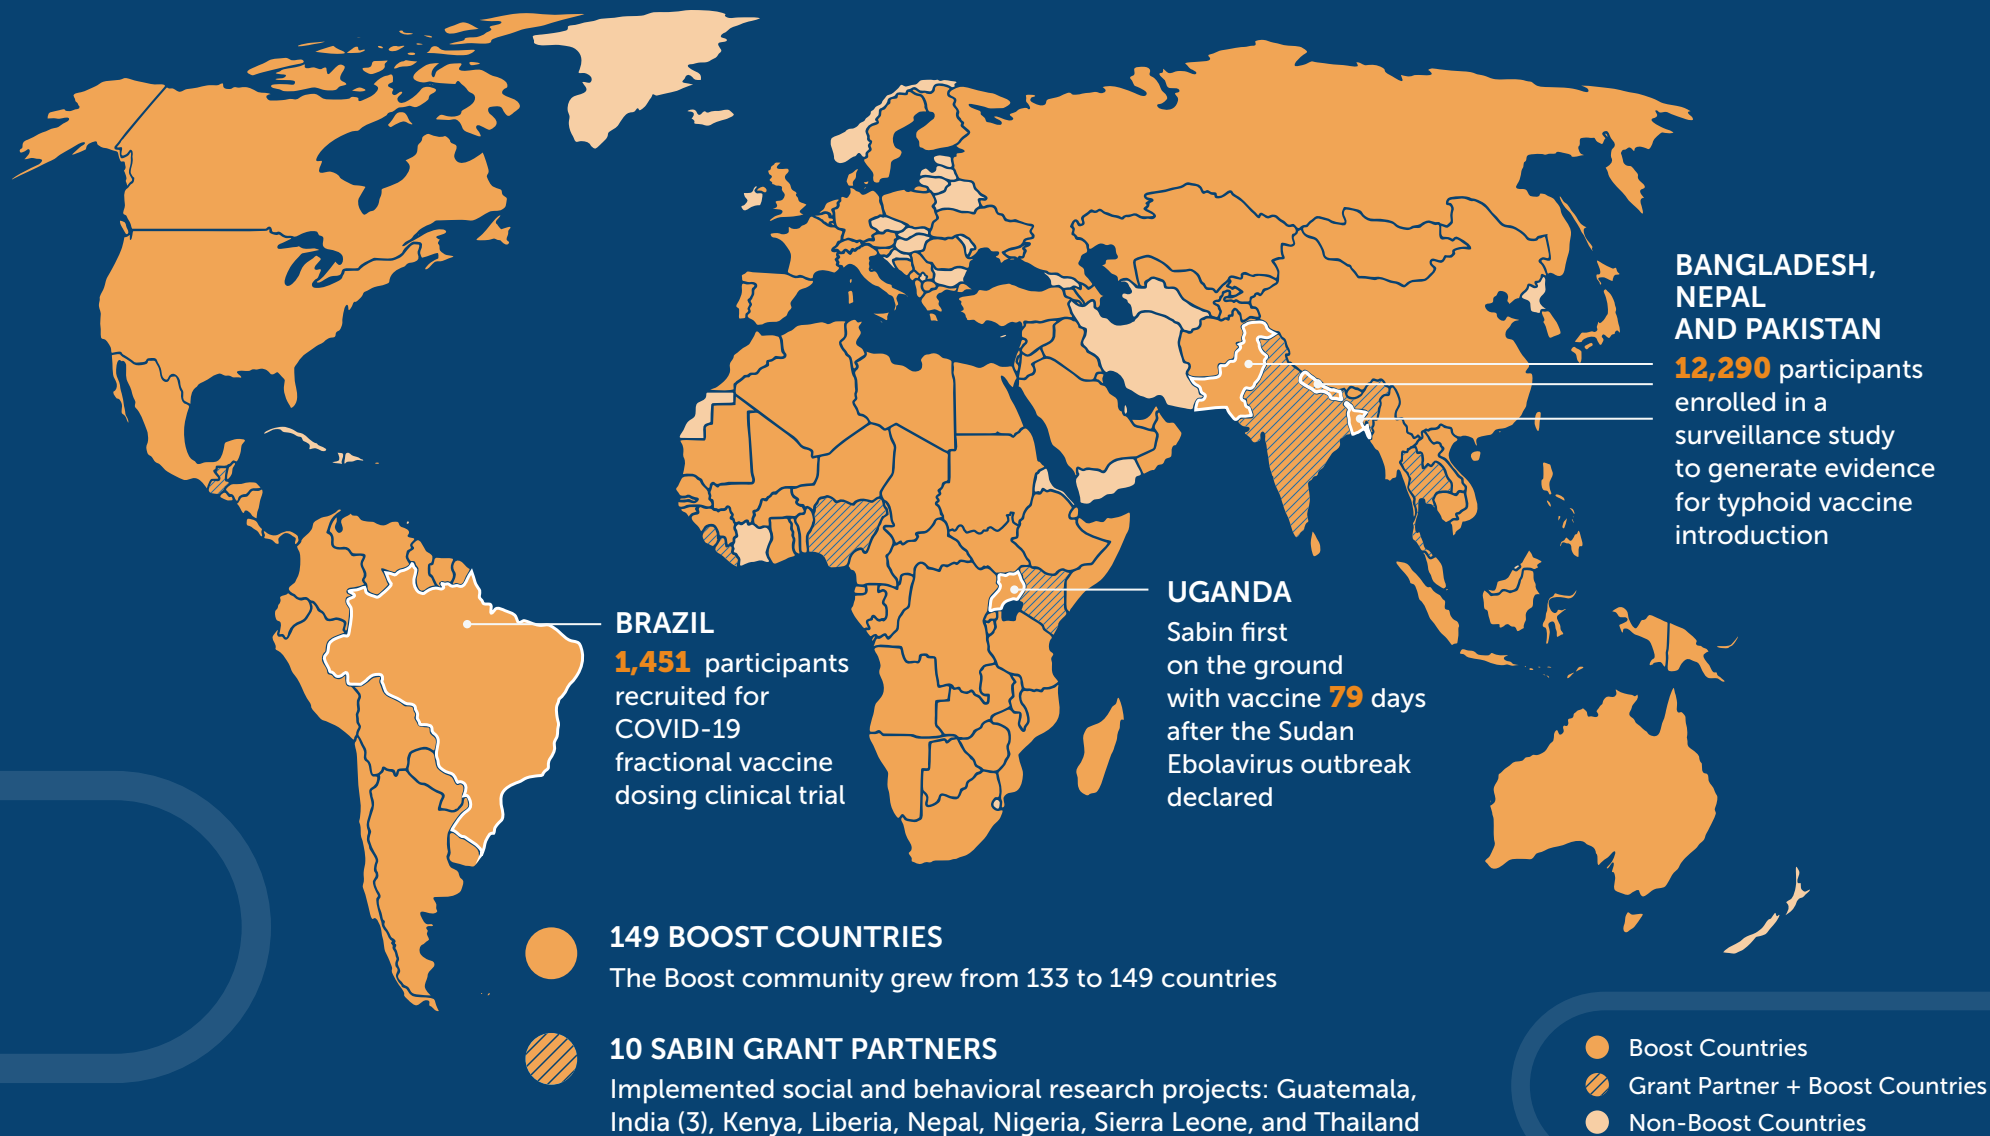 BANGLADESH,
NEPAL
AND PAKISTAN
12,290 participants
enrolled in a
surveillance study
to generate evidence
for typhoid vaccine
introduction
UGANDA
Sabin first
on the ground
with vaccine 79 days
after the Sudan
Ebolavirus outbreak
declared
BRAZIL
1,451 participants
recruited for
COVID-19
fractional vaccine
dosing clinical trial
149 BOOST COUNTRIES
The Boost community grew from 133 to 149 countries
10 SABIN GRANT PARTNERS
Implemented social and behavioral research projects: Guatemala,
India (3), Kenya, Liberia, Nepal, Nigeria, Sierra Leone, and Thailand
Boost Countries
Grant Partner + Boost Countries
Non-Boost Countries